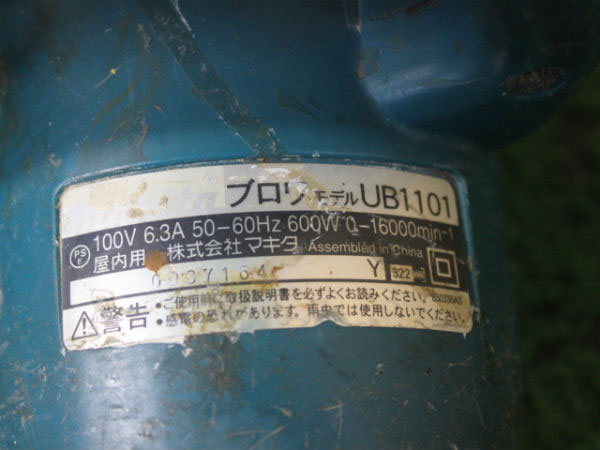 ブロワ モデル UB1101
PS E 100V 6.3A 50-60Hz 600W 0-16000min-1
屋内用 株式会社 マキタ Assembled in China
0007164 Y 322
警告 ●ご使用前に取扱説明書を必ずよくお読みください。
●感電の恐れがあります。雨中では使用しないでください。